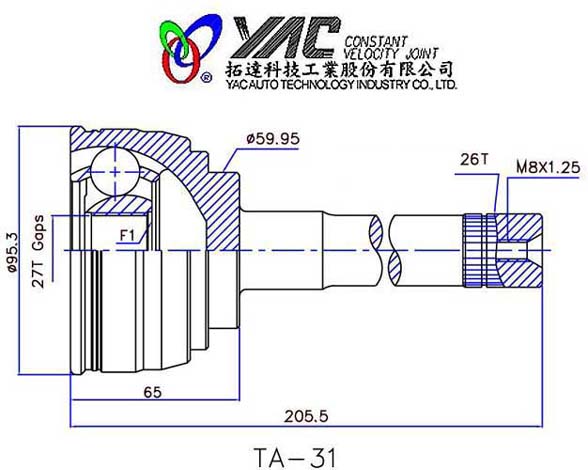 YAC CONSTANT
VELOCITY JOINT
®
拓達科技工業股份有限公司
YAC AUTO TECHNOLOGY INDUSTRY CO., LTD.
ø59.95
26T
M8X1.25
F1
27T Gaps
ø95.3
65
205.5
TA-31